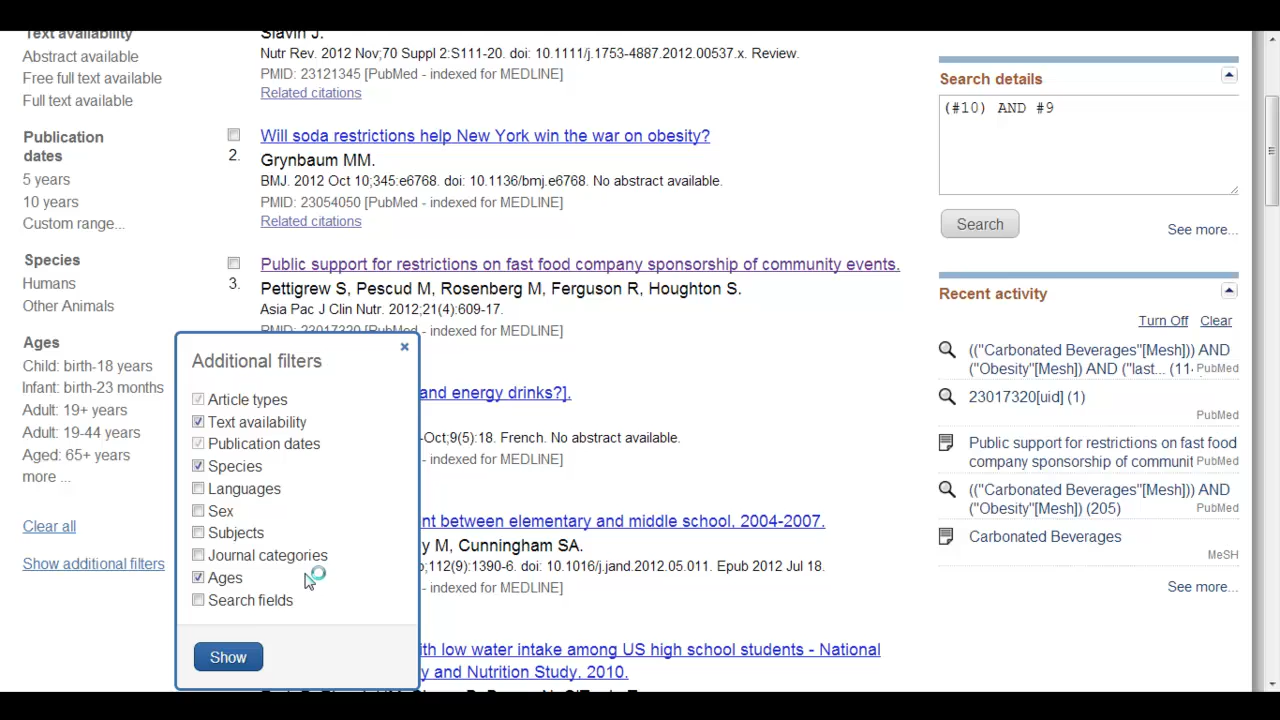 Text availability
Abstract available
Free full text available
Full text available
Publication
dates
5 years
10 years
Custom range...
Species
Humans
Other Animals
Ages
Child: birth-18 years
Infant: birth-23 months
Adult: 19+ years
Adult: 19-44 years
Aged: 65+ years
more ...
Clear all
Show additional filters
Slavin J.
Nutr Rev. 2012 Nov;70 Suppl 2:S111-20. doi: 10.1111/j.1753-4887.2012.00537.x. Review.
PMID: 23121345 [PubMed - indexed for MEDLINE]
Related citations
Will soda restrictions help New York win the war on obesity?
2.
Grynbaum MM.
BMJ. 2012 Oct 10;345:e6768. doi: 10.1136/bmj.e6768. No abstract available.
PMID: 23054050 [PubMed - indexed for MEDLINE]
Related citations
Public support for restrictions on fast food company sponsorship of community events.
3.
Pettigrew S, Pescud M, Rosenberg M, Ferguson R, Houghton S.
Asia Pac J Clin Nutr. 2012;21(4):609-17.
PMID: 23017320 [PubMed - indexed for MEDLINE]
and energy drinks?].
-Oct;9(5):18. French. No abstract available.
- indexed for MEDLINE]
nt between elementary and middle school, 2004-2007.
y M, Cunningham SA.
;112(9):1390-6. doi: 10.1016/j.jand.2012.05.011. Epub 2012 Jul 18.
- indexed for MEDLINE]
ith low water intake among US high school students - National
y and Nutrition Study, 2010.
Additional filters
Article types
Text availability
Publication dates
Species
Languages
Sex
Subjects
Journal categories
Ages
Search fields
Show
Search details
(#10) AND #9
Search
See more...
Recent activity
Turn Off Clear
(("Carbonated Beverages"[Mesh])) AND
("Obesity"[Mesh]) AND ("last... (114 PubMed
23017320[uid] (1)
PubMed
Public support for restrictions on fast food
company sponsorship of communit PubMed
(("Carbonated Beverages"[Mesh])) AND
("Obesity"[Mesh]) (205) PubMed
Carbonated Beverages
MeSH
See more...